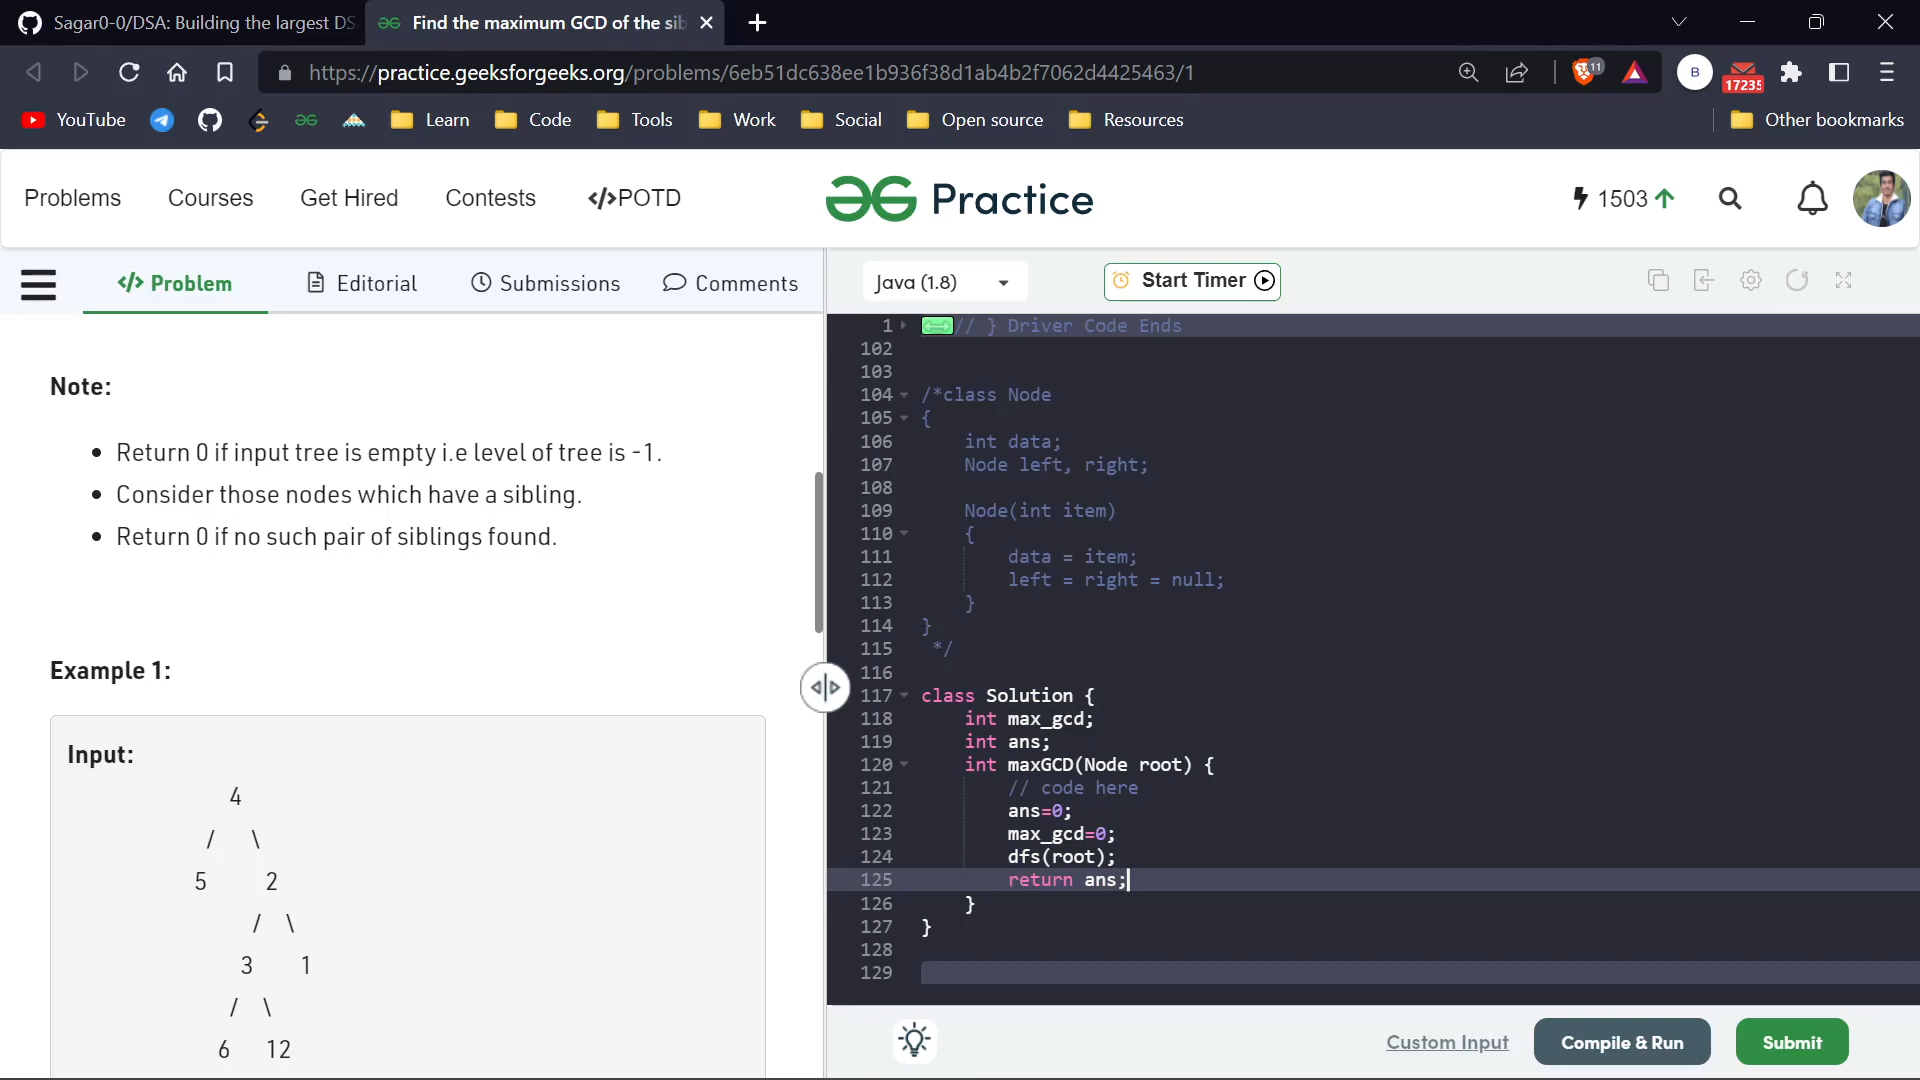 Sagar0-0/DSA: Building the largest DS
Find the maximum GCD of the sib
https://practice.geeksforgeeks.org/problems/6eb51dc638ee1b936f38d1ab4b2f7062d4425463/1
11
B
17235
YouTube
Learn
Code
Tools
Work
Social
Open source
Resources
Other bookmarks
Problems
Courses
Get Hired
Contests
</>POTD
Practice
1503
</> Problem
Editorial
Submissions
Comments
Java (1.8)
Start Timer
Note:
Return 0 if input tree is empty i.e level of tree is -1.
Consider those nodes which have a sibling.
Return 0 if no such pair of siblings found.
Example 1:
Input:
4
/ \
5 2
/ \
3 1
/ \
6 12
1 // } Driver Code Ends
102
103
104 /*class Node
105 {
106 int data;
107 Node left, right;
108
109 Node(int item)
110 {
111 data = item;
112 left = right = null;
113 }
114 }
115 */
116
117 class Solution {
118 int max_gcd;
119 int ans;
120 int maxGCD(Node root) {
121 // code here
122 ans=0;
123 max_gcd=0;
124 dfs(root);
125 return ans;
126 }
127 }
128
129
Custom Input
Compile & Run
Submit